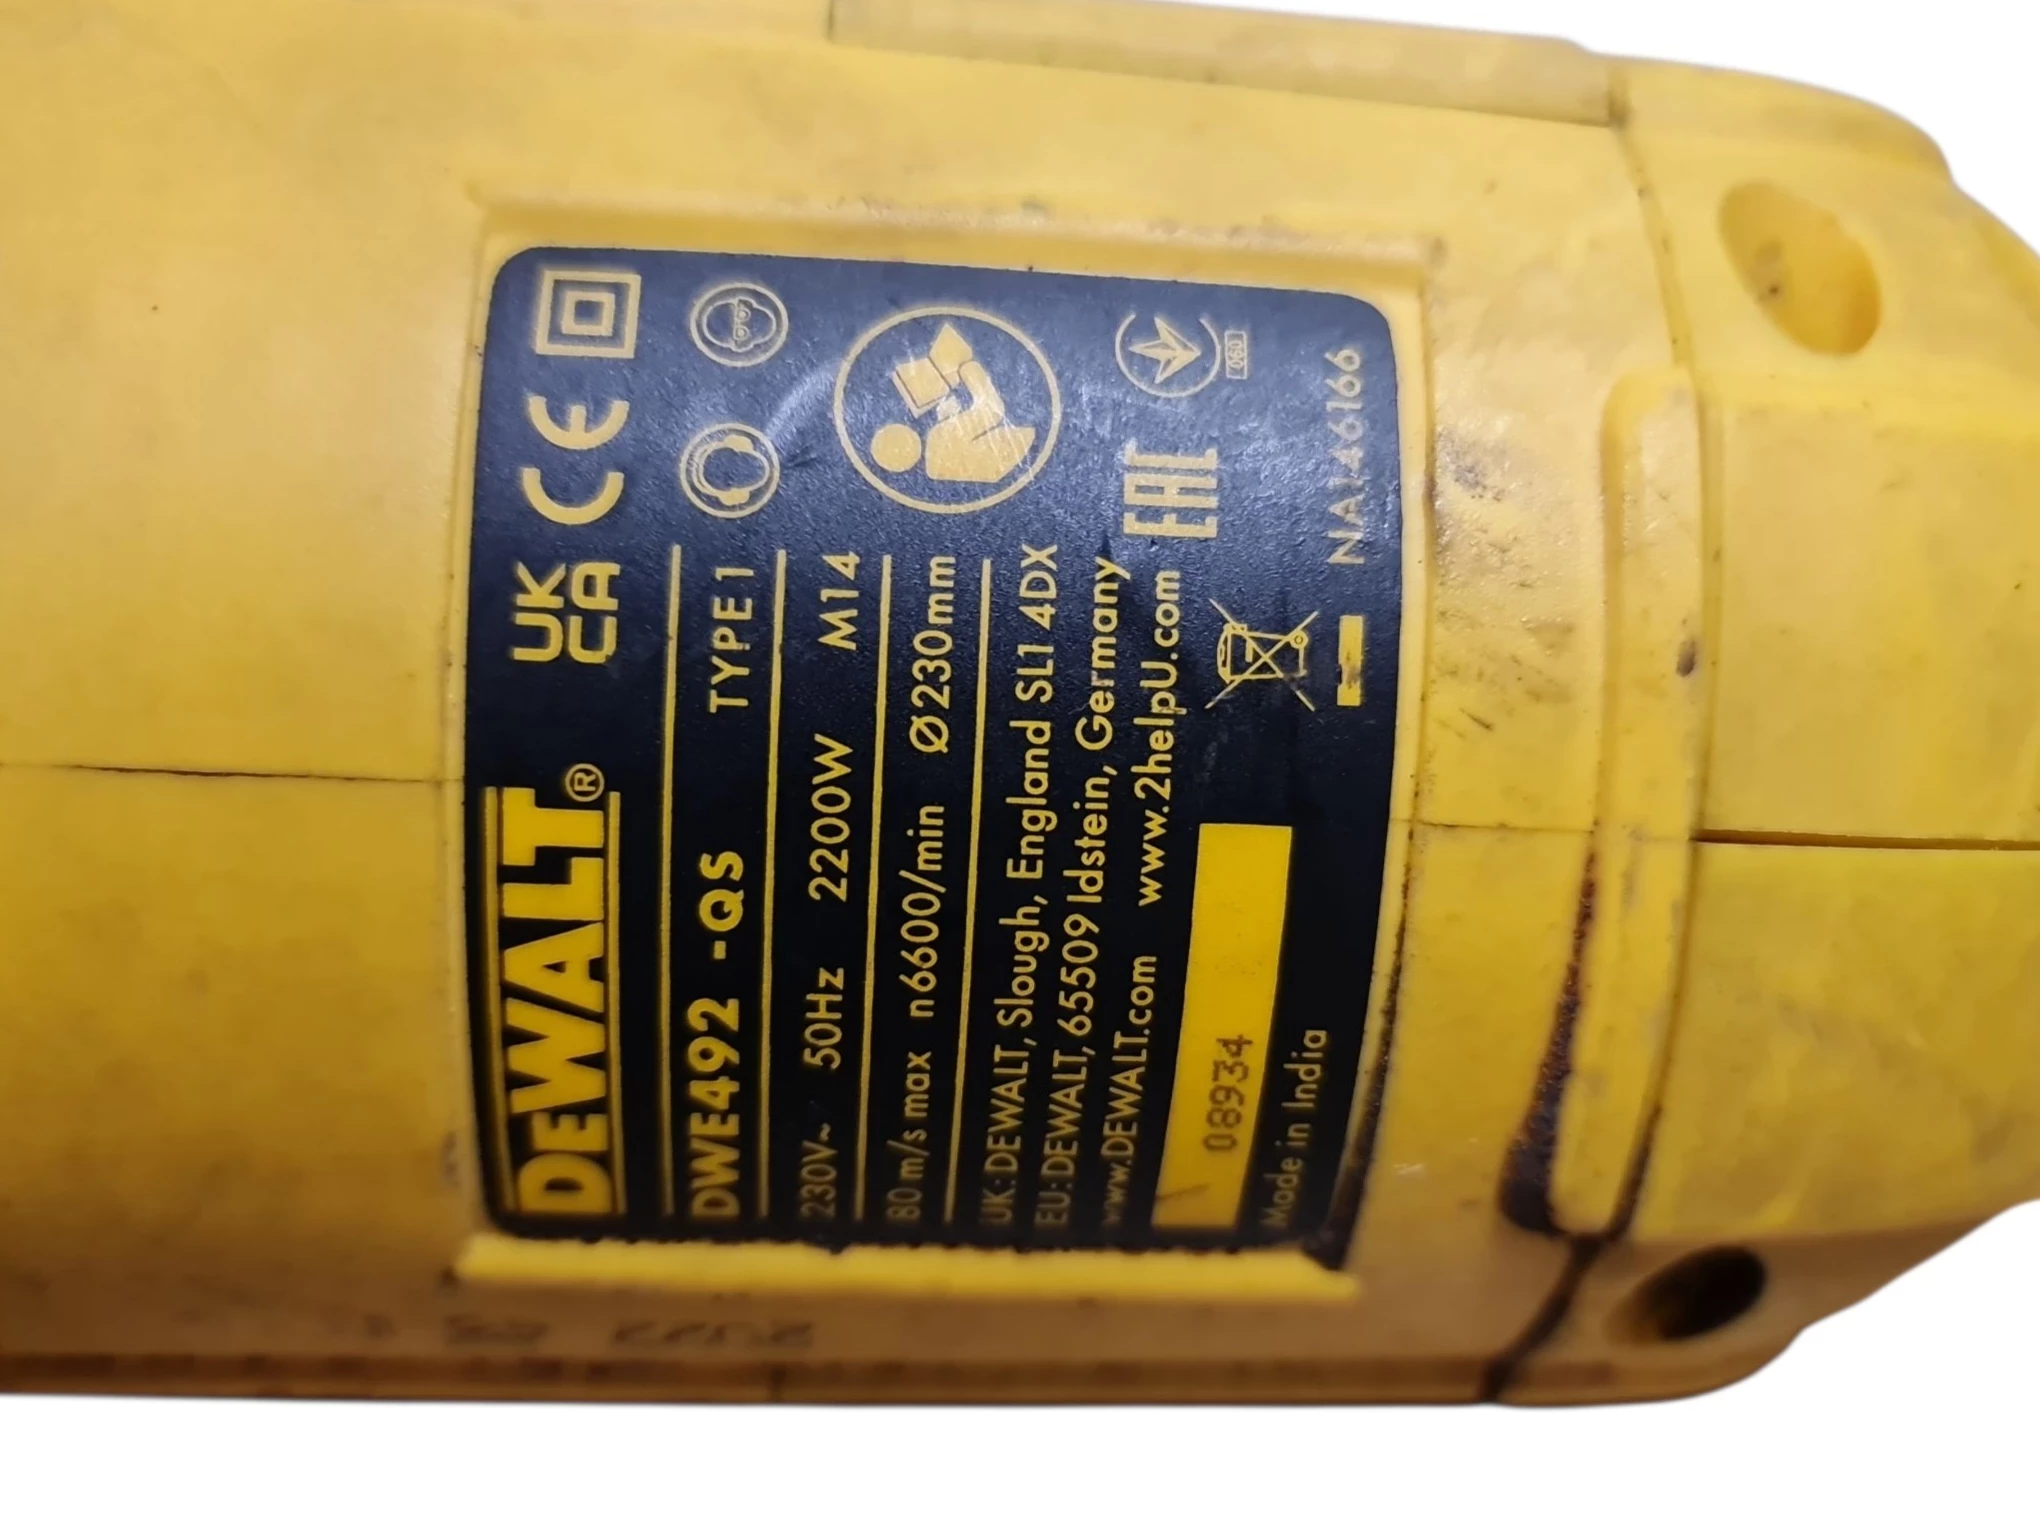 DEWALT®
UK CA CE
DWE492 -QS TYPE 1
230V~ 50Hz 2200W M14
80 m/s max n6600/min Ø230mm
UK: DEWALT, Slough, England SL1 4DX
EU: DEWALT, 65509 Idstein, Germany
www.DEWALT.com www.2helpU.com
EAC
060
08934
Made in India
NA146166